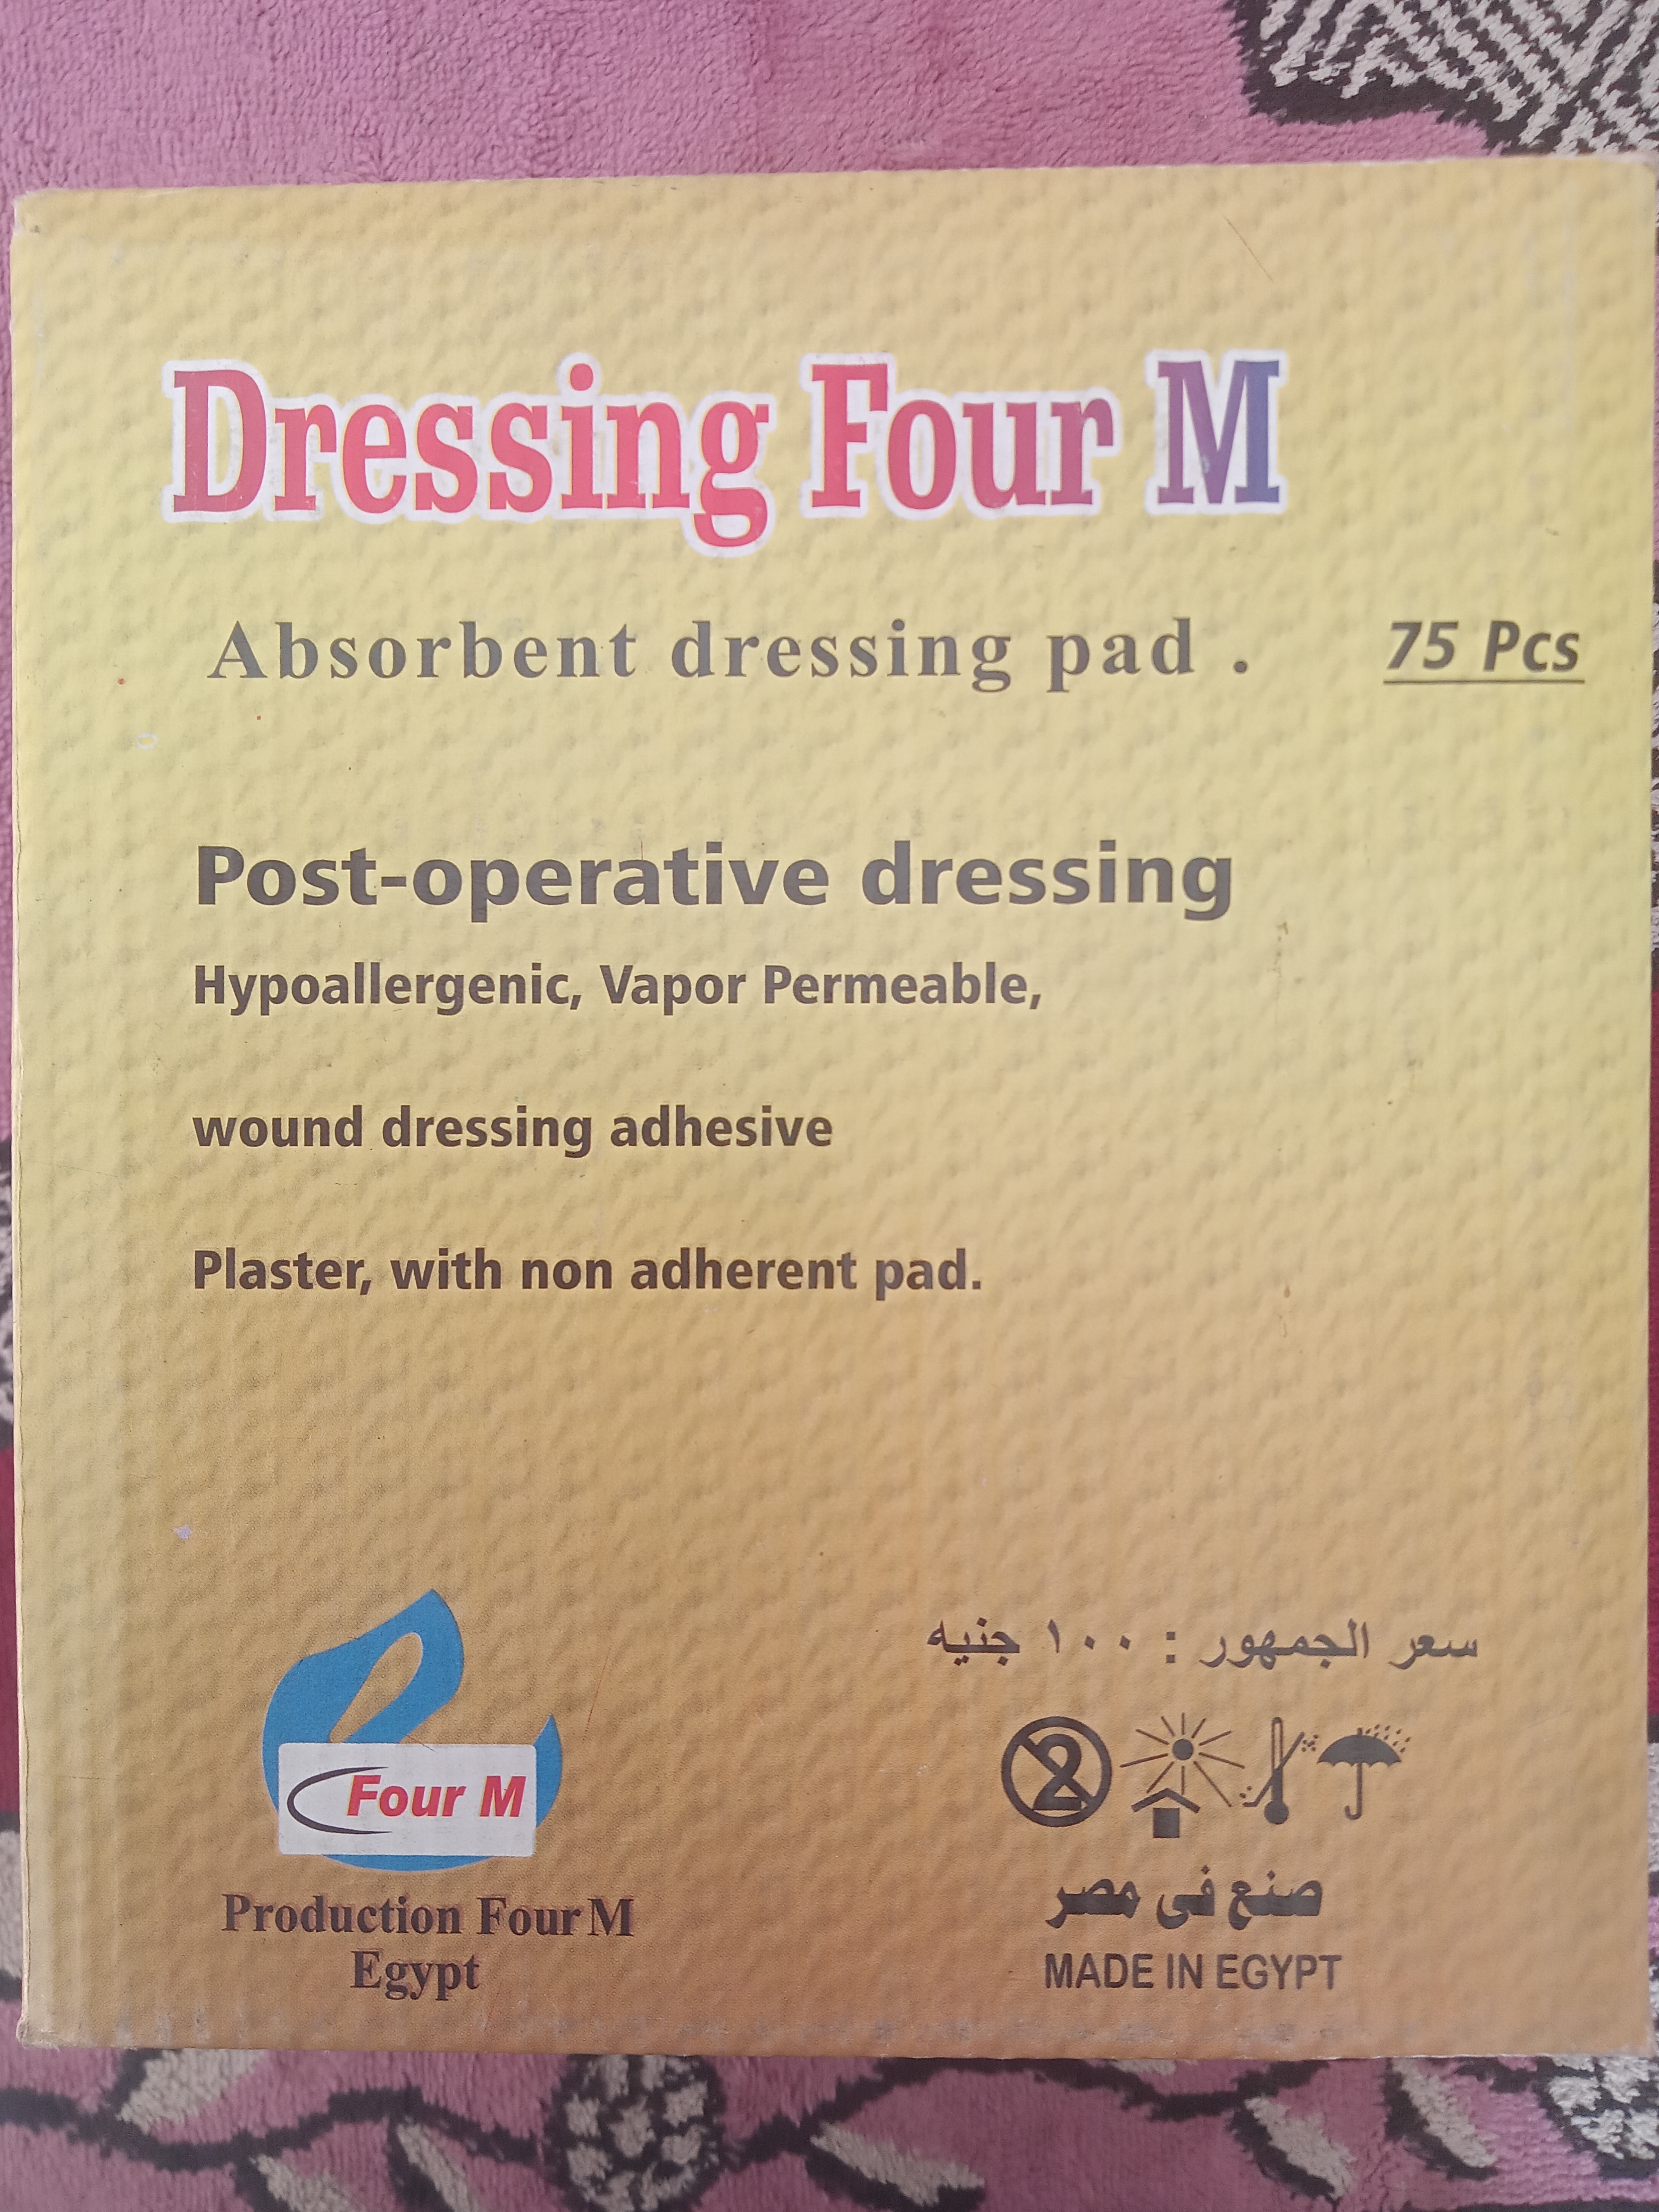 Dressing Four M
Absorbent dressing pad . 75 Pcs
Post-operative dressing
Hypoallergenic, Vapor Permeable,
wound dressing adhesive
Plaster, with non adherent pad.
سعر الجمهور : ١٠٠ جنيه
2
Four M
صنع فى مصر
Production Four M
Egypt
MADE IN EGYPT